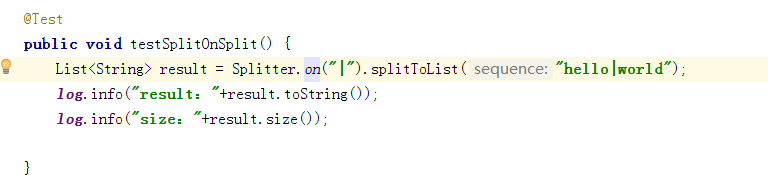 @Test
public void testSplitOnSplit() {
List<String> result = Splitter.on("|").splitToList( sequence: "hello|world");
log.info("result："+result.toString());
log.info("size："+result.size());
}